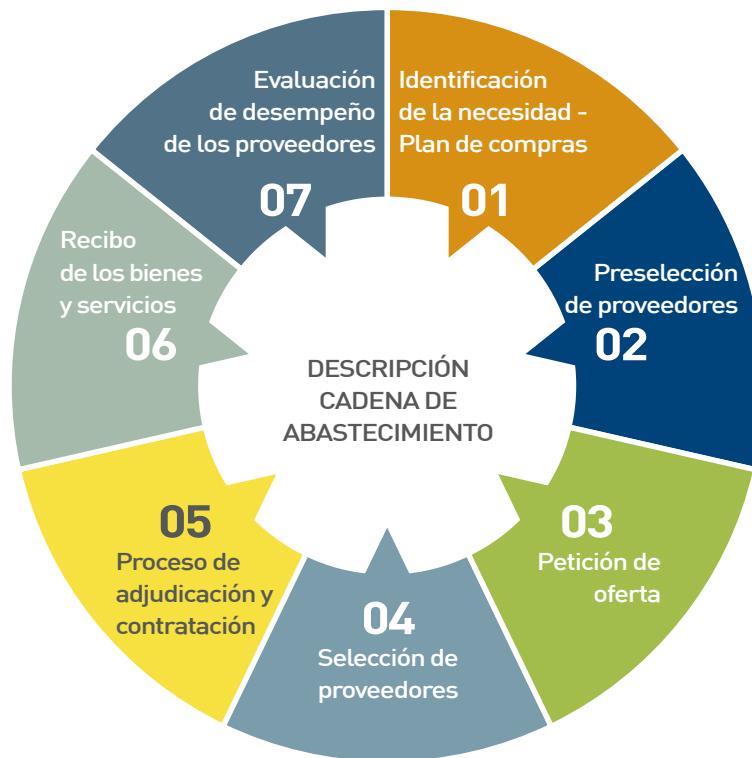 DESCRIPCIÓN
CADENA DE
ABASTECIMIENTO
Identificación
de la necesidad -
Plan de compras
01
Preselección
de proveedores
02
03
Petición de
oferta
04
Selección de
proveedores
05
Proceso de
adjudicación y
contratación
Recibo
de los bienes
y servicios
06
Evaluación
de desempeño
de los proveedores
07